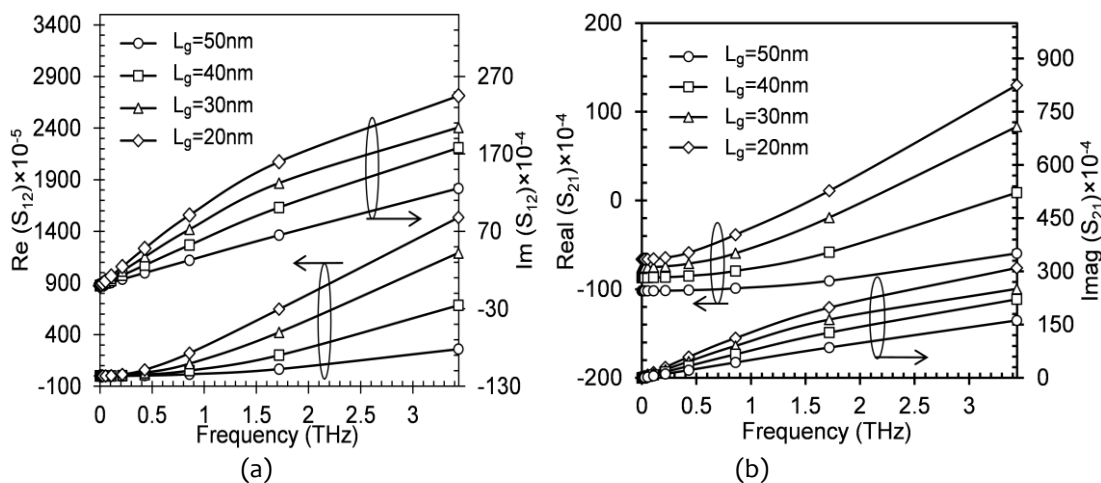 3400
2900
2400
1900
1400
900
400
-100
Re (S12)×10-5
Lg=50nm
Lg=40nm
Lg=30nm
Lg=20nm
270
170
70
-30
-130
Im (S12)×10-4
0 0.5 1 1.5 2 2.5 3
Frequency (THz)
(a)
200
100
0
-100
-200
Real (S21)×10-4
Lg=50nm
Lg=40nm
Lg=30nm
Lg=20nm
900
750
600
450
300
150
0
Imag (S21)×10-4
0 0.5 1 1.5 2 2.5 3
Frequency (THz)
(b)